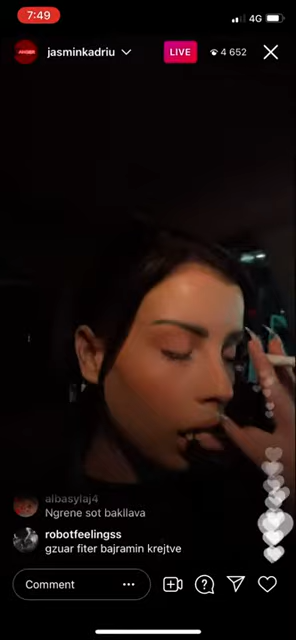 7:49
4G
jasminkadriu
LIVE
4 652
albasylaj4
Ngrene sot bakllava
robotfeelingss
gzuar fiter bajramin krejtve
Comment